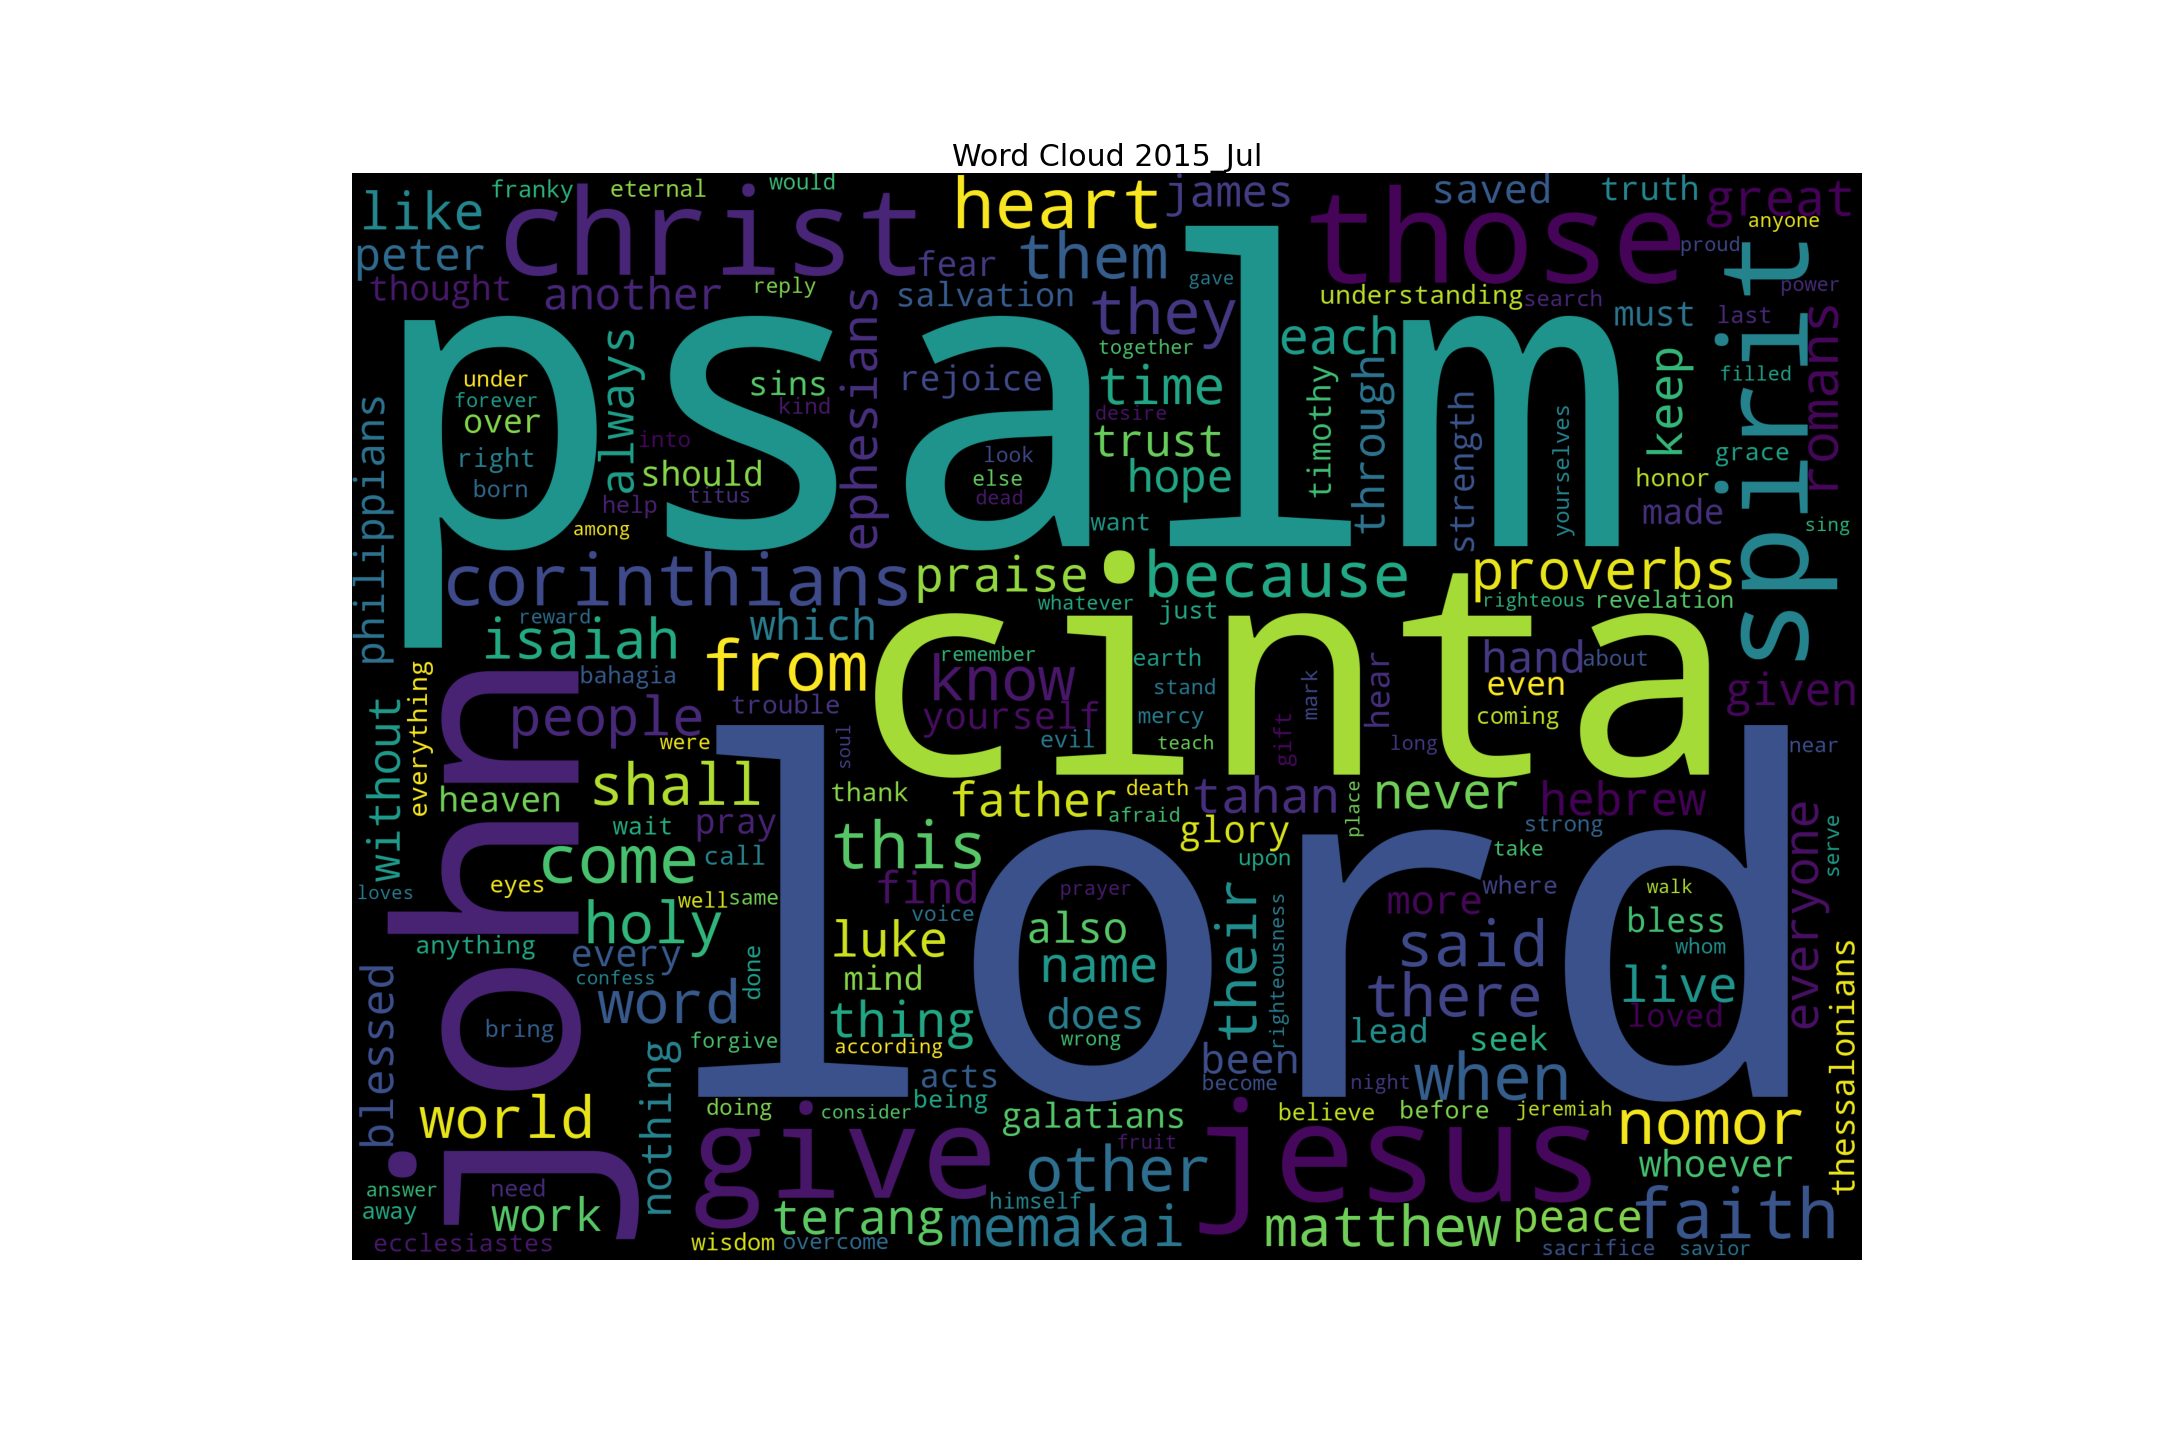 Word Cloud 2015_Jul
franky eternal would heart james saved truth great
like christ those anyone
peter fear them proud
thought another reply salvation gave understanding search must power
they each last spirit romans
psalm
together
under sins rejoice time filled
forever kind desire keep
over always into ephesians trust timothy through strength yourselves grace
right should look hope honor
born help titus else dead made
philippians among want sing
corinthians praise because proverbs
reward whatever just righteous revelation
isaiah which cinta
from remember earth hand about
bahagia know stand mark hear even given
people trouble yourself mercy coming
everything were soul evil teach gift long near
without john lord
heaven shall thank father death tahan never hebrew
wait pray this afraid glory place strong everyone serve
come call upon take
loves eyes find prayer more where walk
well same voice righteousness bless
holy luke also said whom
anything every
confess done mind name their live thessalonians
blessed word thing does there loved
bring forgive according wrong lead seek
acts been when
nothing become night
world doing consider being galatians believe before jeremiah nomor
give fruit jesus whoever
answer need other
away work terang himself memakai matthew peace faith
ecclesiastes wisdom overcome sacrifice savior